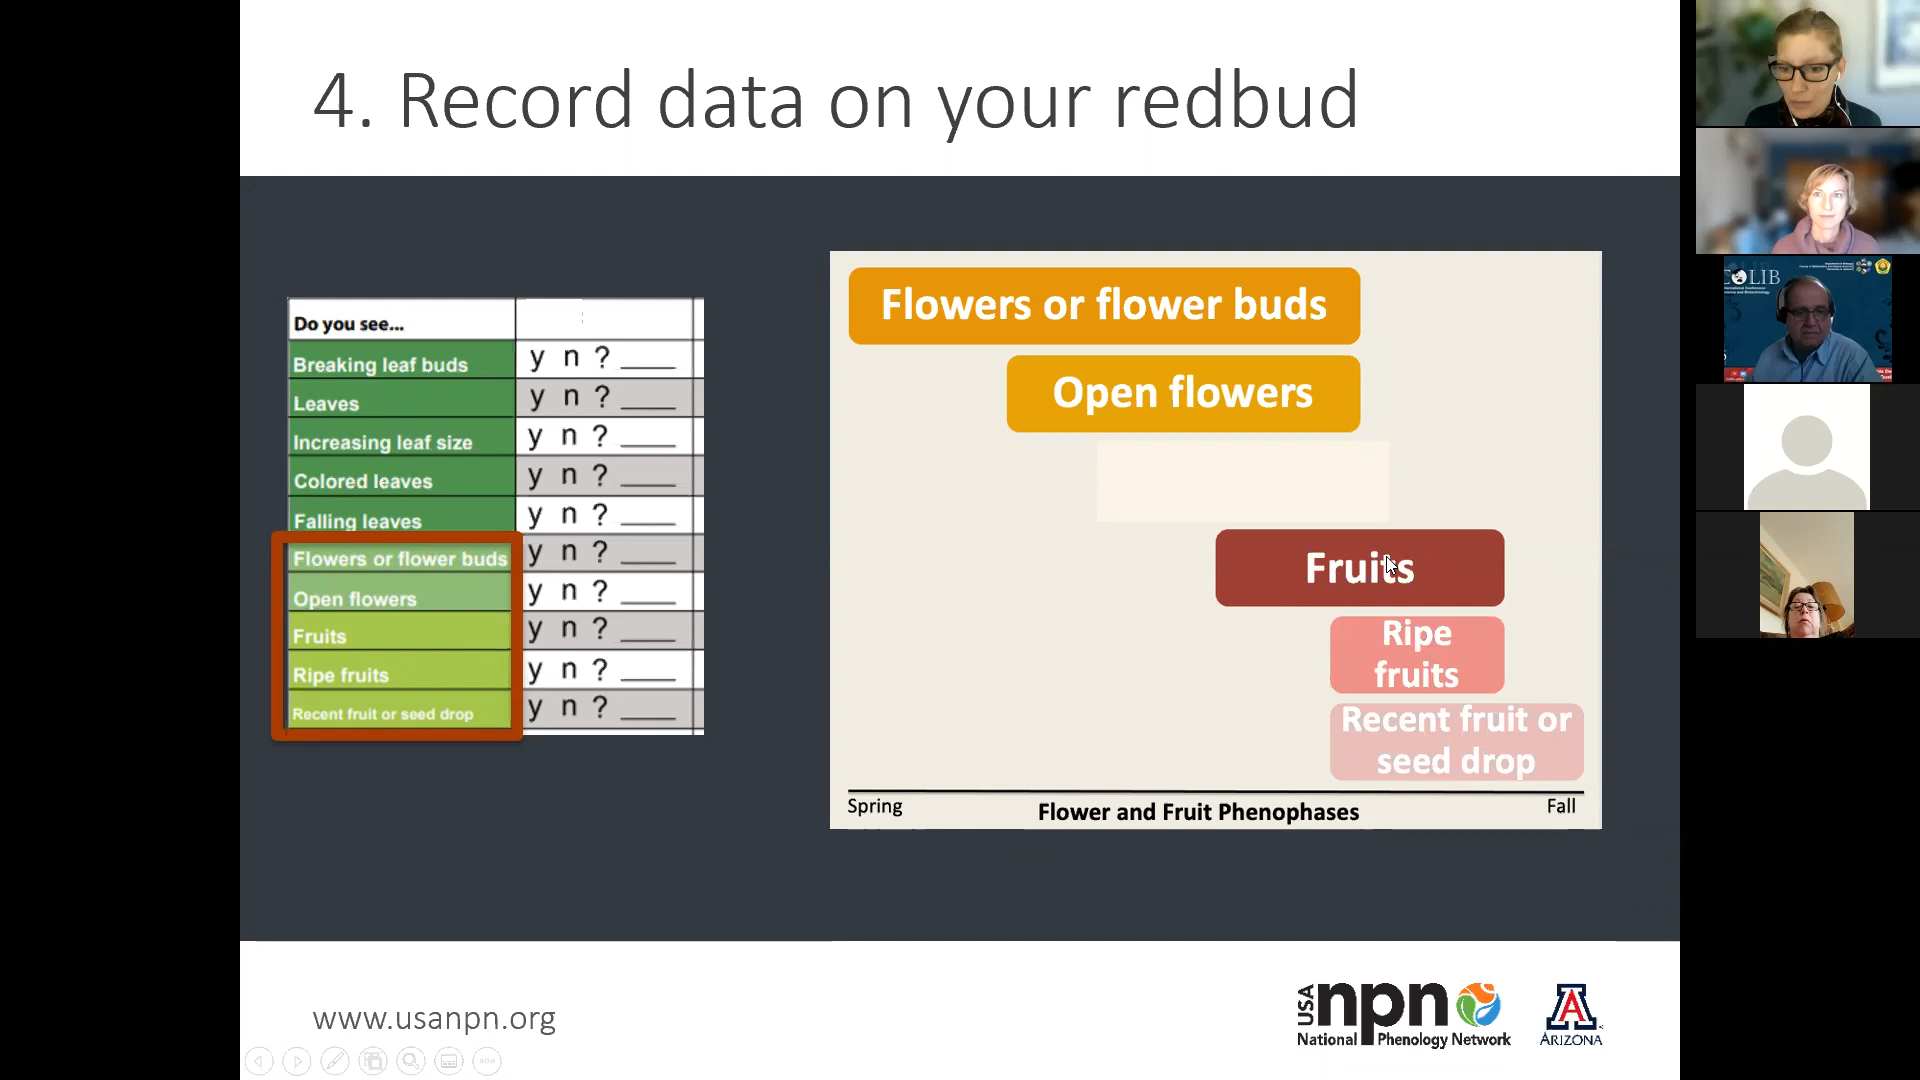 4. Record data on your redbud
Do you see...
Breaking leaf buds y n ? ____
Leaves y n ? ____
Increasing leaf size y n ? ____
Colored leaves y n ? ____
Falling leaves y n ? ____
Flowers or flower buds y n ? ____
Open flowers y n ? ____
Fruits y n ? ____
Ripe fruits y n ? ____
Recent fruit or seed drop y n ? ____
Flowers or flower buds
Open flowers
Fruits
Ripe
fruits
Recent fruit or
seed drop
Spring
Flower and Fruit Phenophases
Fall
www.usanpn.org
USA npn
National Phenology Network
A
ARIZONA